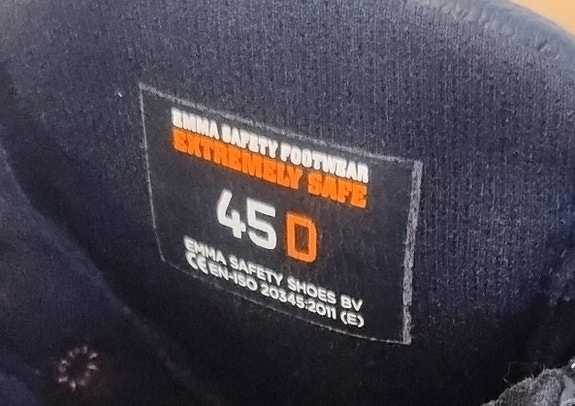 EMMA SAFETY FOOTWEAR
EXTREMELY SAFE
45 D
EMMA SAFETY SHOES BV
CE EN-ISO 20345:2011 (E)